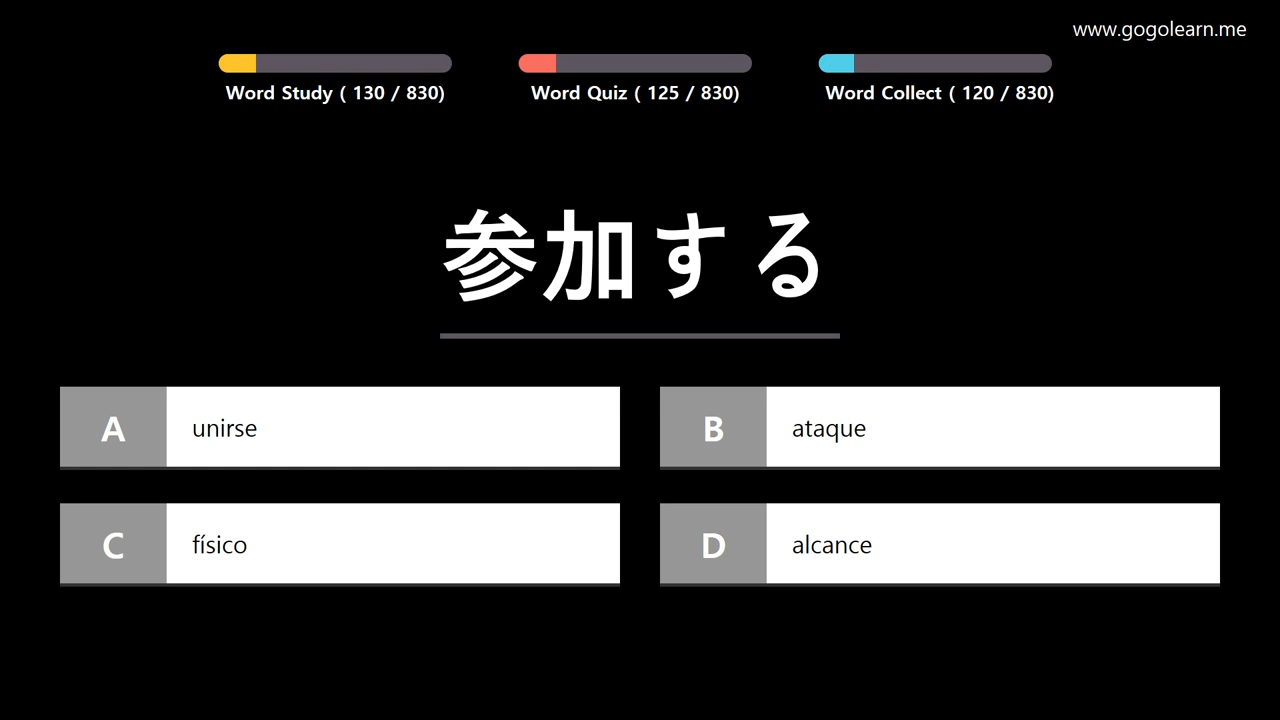 www.gogolearn.me
Word Study ( 130 / 830)
Word Quiz ( 125 / 830)
Word Collect ( 120 / 830)
参加する
A unirse
B ataque
C físico
D alcance